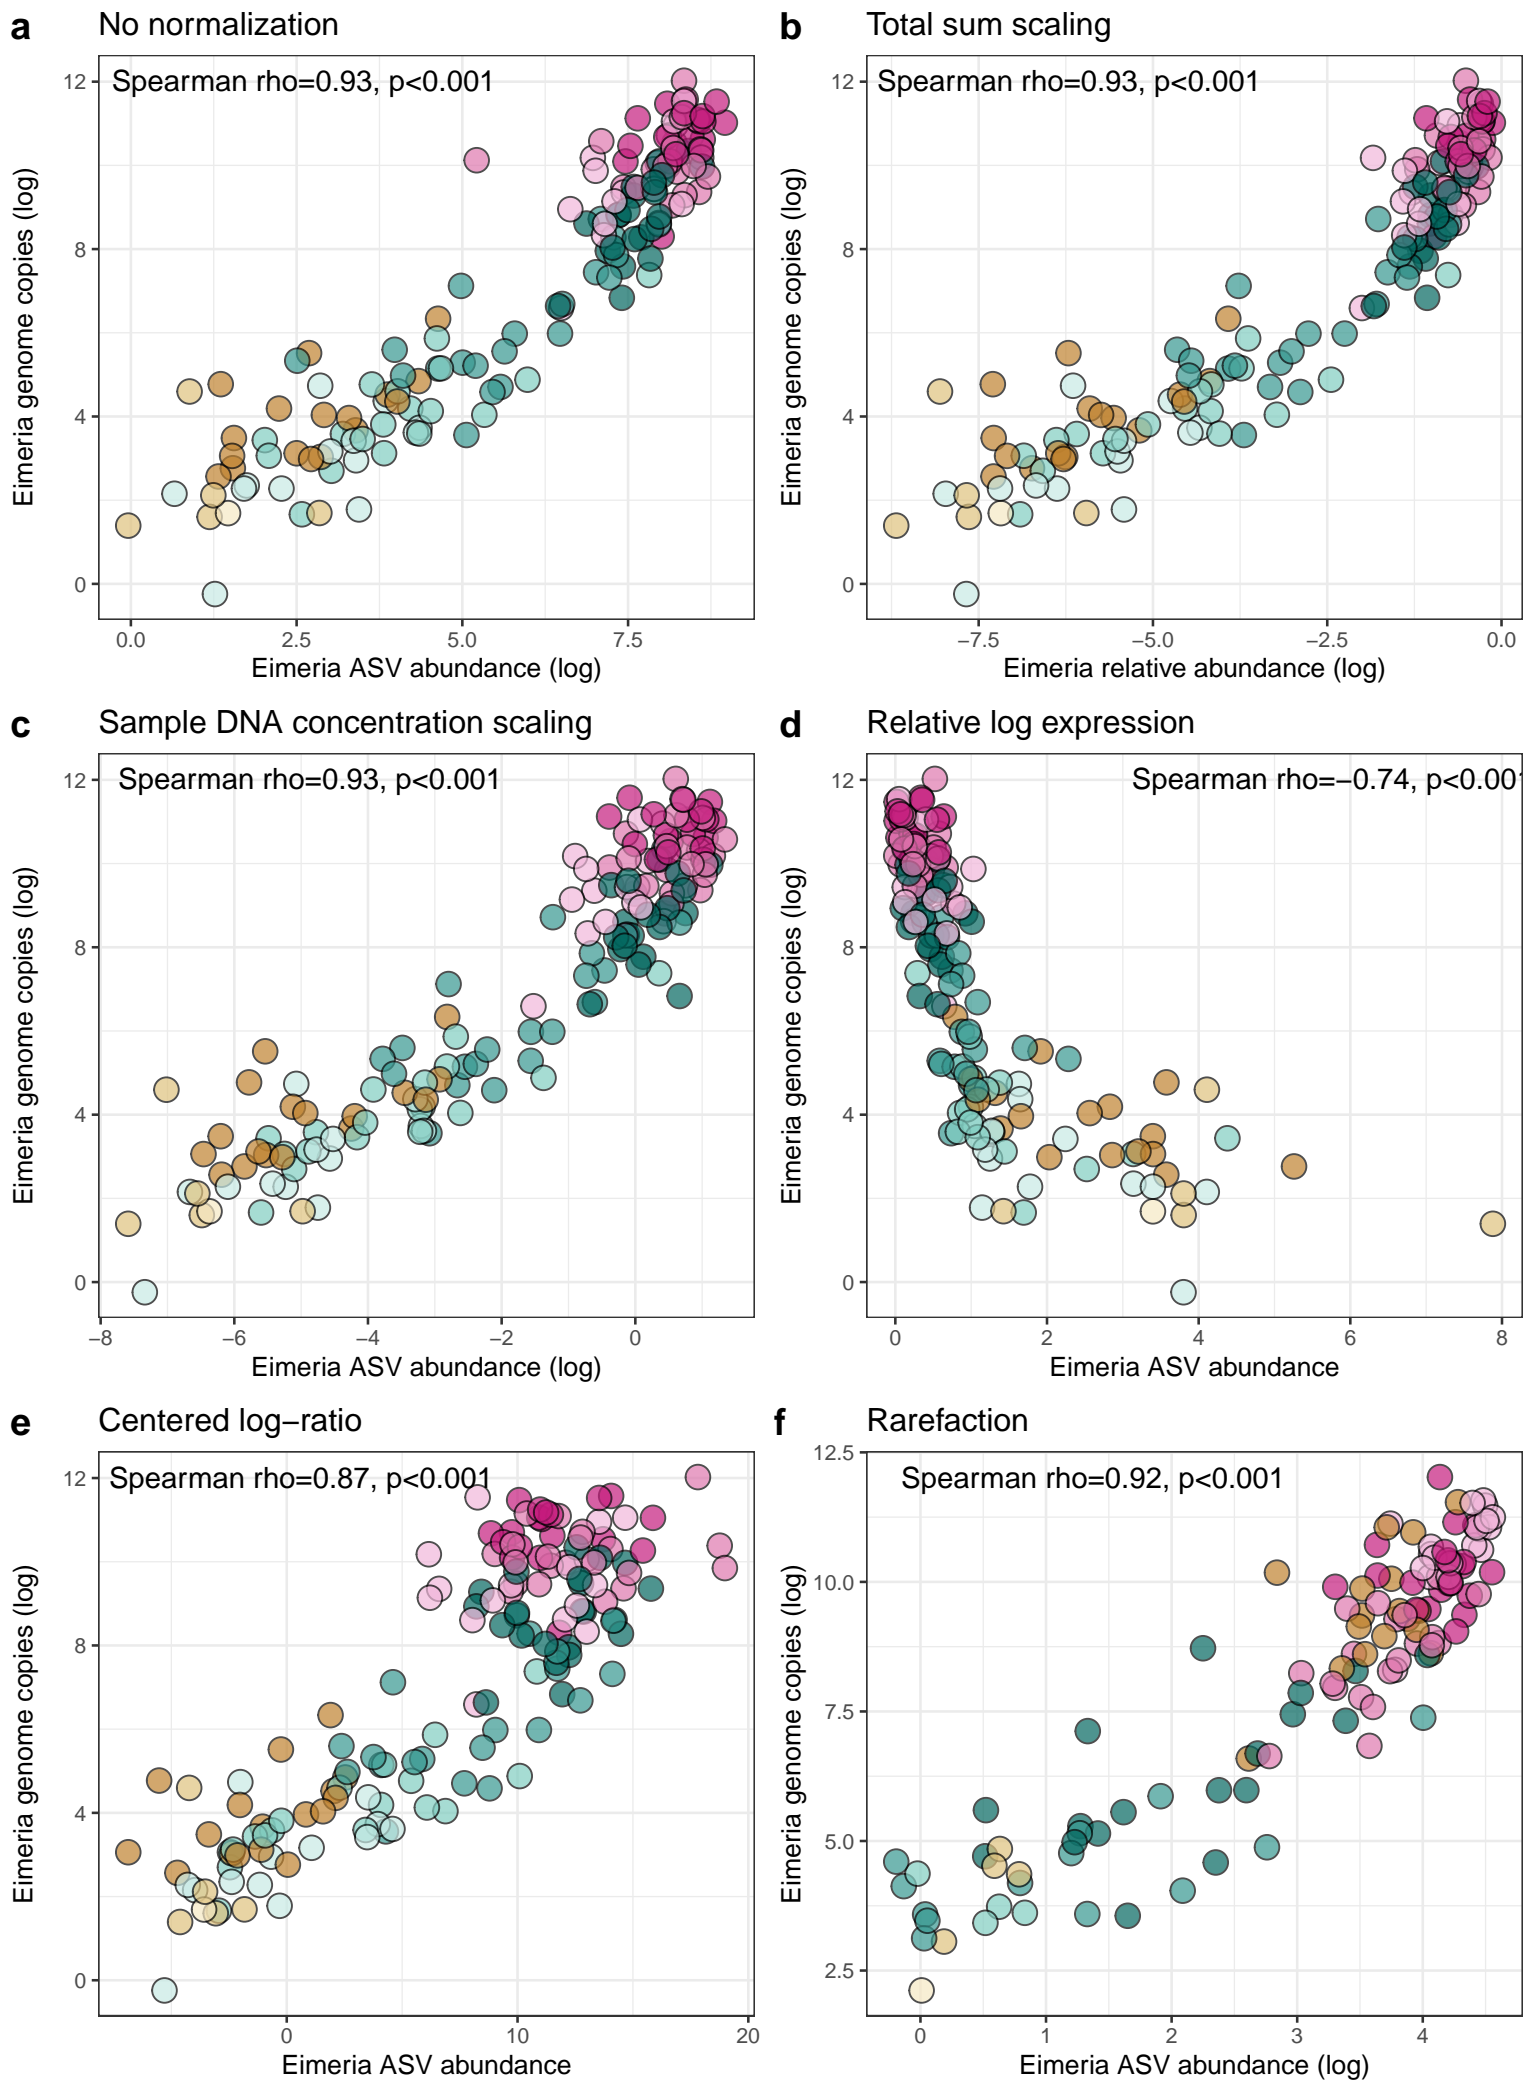 a No normalization
Spearman rho=0.93, p<0.001
Eimeria genome copies (log)
12
8
4
0
0.0 2.5 5.0 7.5
Eimeria ASV abundance (log)
b Total sum scaling
Spearman rho=0.93, p<0.001
Eimeria genome copies (log)
12
8
4
0
−7.5 −5.0 −2.5 0.0
Eimeria relative abundance (log)
c Sample DNA concentration scaling
Spearman rho=0.93, p<0.001
Eimeria genome copies (log)
12
8
4
0
−8 −6 −4 −2 0
Eimeria ASV abundance (log)
d Relative log expression
Spearman rho=−0.74, p<0.001
Eimeria genome copies (log)
12
8
4
0
0 2 4 6 8
Eimeria ASV abundance
e Centered log−ratio
Spearman rho=0.87, p<0.001
Eimeria genome copies (log)
12
8
4
0
0 10 20
Eimeria ASV abundance
f Rarefaction
Spearman rho=0.92, p<0.001
Eimeria genome copies (log)
12.5
10.0
7.5
5.0
2.5
0 1 2 3 4
Eimeria ASV abundance (log)